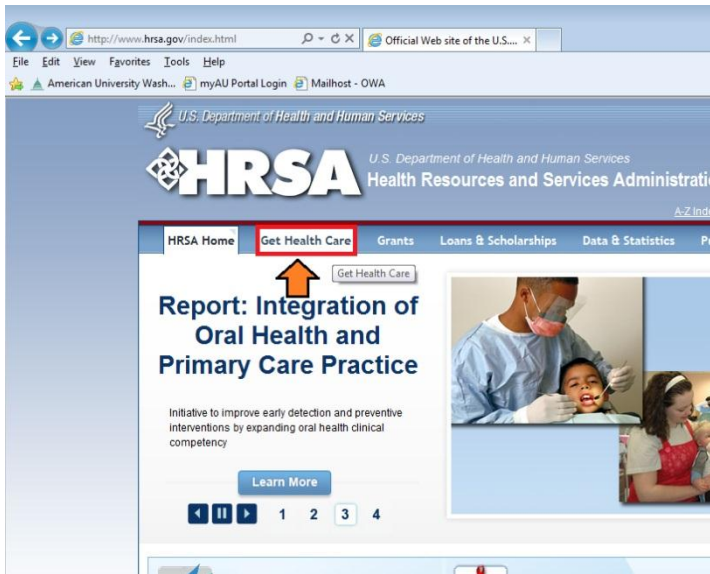 http://www.hrsa.gov/index.html
Official Web site of the U.S....
File Edit View Favorites Tools Help
American University Wash... myAU Portal Login Mailhost - OWA
U.S. Department of Health and Human Services
HRSA
U.S. Department of Health and Human Services
Health Resources and Services Administratio
A-Z Inde
HRSA Home Get Health Care Grants Loans & Scholarships Data & Statistics P
Get Health Care
Report: Integration of
Oral Health and
Primary Care Practice
Initiative to improve early detection and preventive
interventions by expanding oral health clinical
competency
Learn More
1 2 3 4